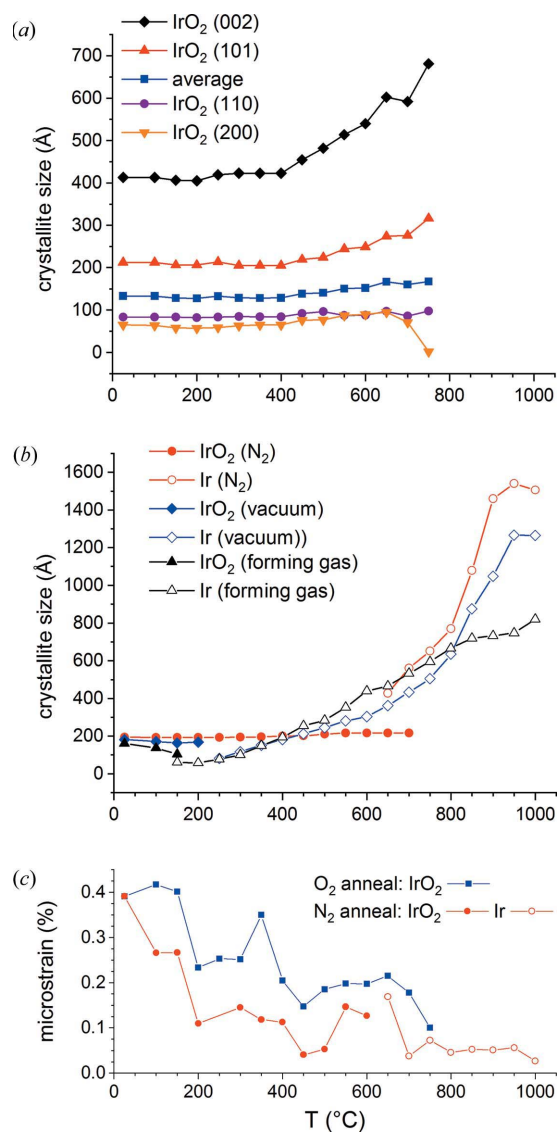 (a)
IrO₂ (002)
IrO₂ (101)
average
IrO₂ (110)
IrO₂ (200)
crystallite size (Å)
700
600
500
400
300
200
100
0
0 200 400 600 800 1000
(b)
IrO₂ (N₂)
Ir (N₂)
IrO₂ (vacuum)
Ir (vacuum))
IrO₂ (forming gas)
Ir (forming gas)
crystallite size (Å)
1600
1400
1200
1000
800
600
400
200
0
0 200 400 600 800 1000
(c)
O₂ anneal: IrO₂
N₂ anneal: IrO₂ Ir
microstrain (%)
0.4
0.3
0.2
0.1
0.0
0 200 400 600 800 1000
T (°C)